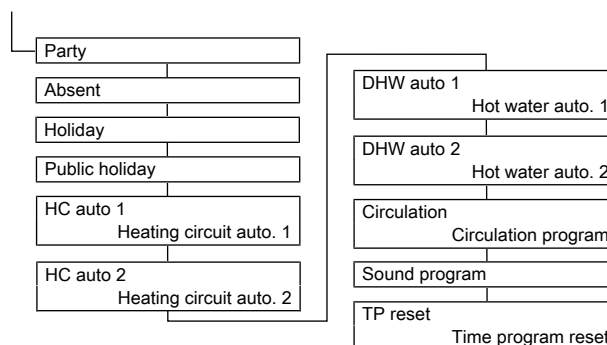 Party
Absent
Holiday
Public holiday
HC auto 1
Heating circuit auto. 1
HC auto 2
Heating circuit auto. 2
DHW auto 1
Hot water auto. 1
DHW auto 2
Hot water auto. 2
Circulation
Circulation program
Sound program
TP reset
Time program reset